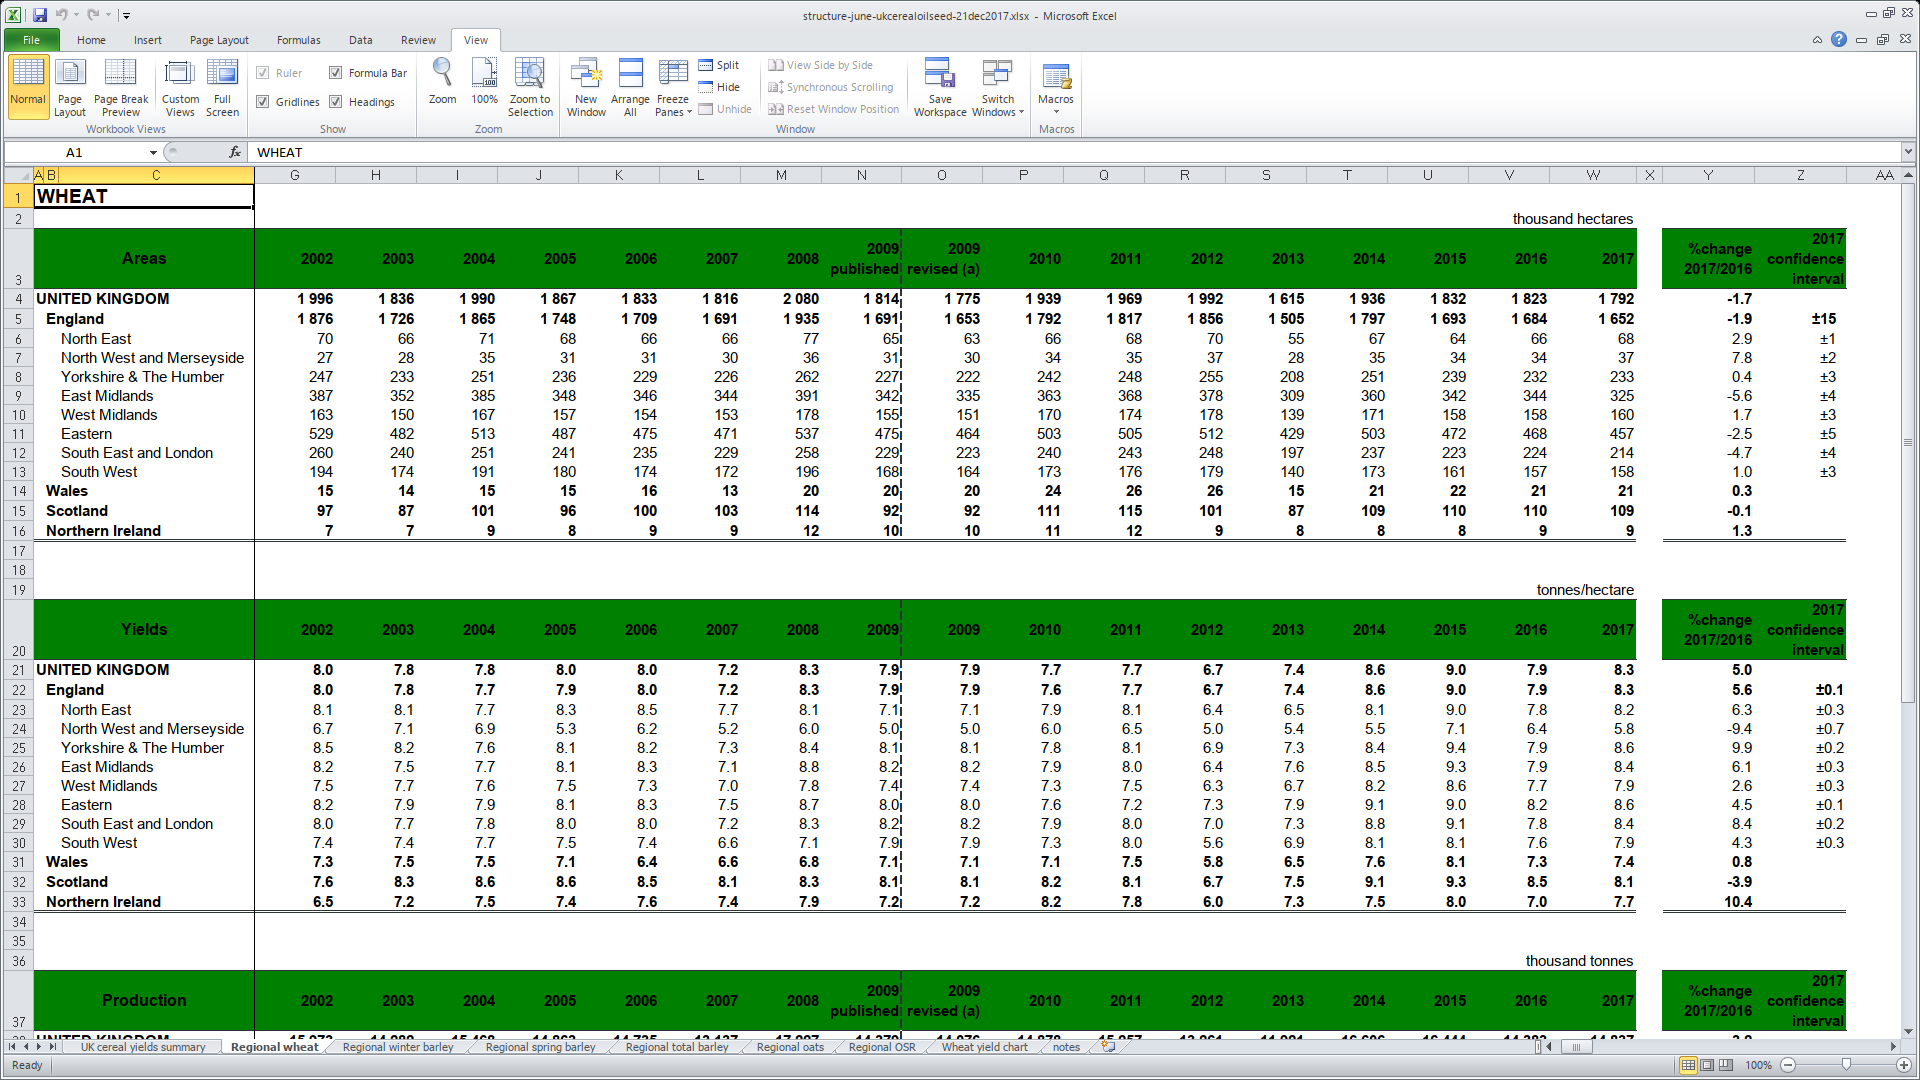 structure-june-ukcerealoilseed-21dec2017.xlsx - Microsoft Excel
File Home Insert Page Layout Formulas Data Review View
Normal Page Layout Page Break Preview Custom Views Full Screen
Workbook Views
Ruler Formula Bar
Gridlines Headings
Show
Zoom 100% Zoom to Selection
Zoom
New Window Arrange All Freeze Panes Split Hide Unhide View Side by Side Synchronous Scrolling Reset Window Position
Save Workspace Switch Windows
Window
Macros
Macros
A1 fx WHEAT
A B C G H I J K L M N O P Q R S T U V W X Y Z AA
1 WHEAT
2 thousand hectares
3 Areas 2002 2003 2004 2005 2006 2007 2008 2009 published 2009 revised (a) 2010 2011 2012 2013 2014 2015 2016 2017 %change 2017/2016 2017 confidence interval
4 UNITED KINGDOM 1 996 1 836 1 990 1 867 1 833 1 816 2 080 1 814 1 775 1 939 1 969 1 992 1 615 1 936 1 832 1 823 1 792 -1.7
5 England 1 876 1 726 1 865 1 748 1 709 1 691 1 935 1 691 1 653 1 792 1 817 1 856 1 505 1 797 1 693 1 684 1 652 -1.9 ±15
6 North East 70 66 71 68 66 66 77 65 63 66 68 70 55 67 64 66 68 2.9 ±1
7 North West and Merseyside 27 28 35 31 31 30 36 31 30 34 35 37 28 35 34 34 37 7.8 ±2
8 Yorkshire & The Humber 247 233 251 236 229 226 262 227 222 242 248 255 208 251 239 232 233 0.4 ±3
9 East Midlands 387 352 385 348 346 344 391 342 335 363 368 378 309 360 342 344 325 -5.6 ±4
10 West Midlands 163 150 167 157 154 153 178 155 151 170 174 178 139 171 158 158 160 1.7 ±3
11 Eastern 529 482 513 487 475 471 537 475 464 503 505 512 429 503 472 468 457 -2.5 ±5
12 South East and London 260 240 251 241 235 229 258 229 223 240 243 248 197 237 223 224 214 -4.7 ±4
13 South West 194 174 191 180 174 172 196 168 164 173 176 179 140 173 161 157 158 1.0 ±3
14 Wales 15 14 15 15 16 13 20 20 20 24 26 26 15 21 22 21 21 0.3
15 Scotland 97 87 101 96 100 103 114 92 92 111 115 101 87 109 110 110 109 -0.1
16 Northern Ireland 7 7 9 8 9 9 12 10 10 11 12 9 8 8 8 9 9 1.3
17
18
19 tonnes/hectare
20 Yields 2002 2003 2004 2005 2006 2007 2008 2009 2009 2010 2011 2012 2013 2014 2015 2016 2017 %change 2017/2016 2017 confidence interval
21 UNITED KINGDOM 8.0 7.8 7.8 8.0 8.0 7.2 8.3 7.9 7.9 7.7 7.7 6.7 7.4 8.6 9.0 7.9 8.3 5.0
22 England 8.0 7.8 7.7 7.9 8.0 7.2 8.3 7.9 7.9 7.6 7.7 6.7 7.4 8.6 9.0 7.9 8.3 5.6 ±0.1
23 North East 8.1 8.1 7.7 8.3 8.5 7.7 8.1 7.1 7.1 7.9 8.1 6.4 6.5 8.1 9.0 7.8 8.2 6.3 ±0.3
24 North West and Merseyside 6.7 7.1 6.9 5.3 6.2 5.2 6.0 5.0 5.0 6.0 6.5 5.0 5.4 5.5 7.1 6.4 5.8 -9.4 ±0.7
25 Yorkshire & The Humber 8.5 8.2 7.6 8.1 8.2 7.3 8.4 8.1 8.1 7.8 8.1 6.9 7.3 8.4 9.4 7.9 8.6 9.9 ±0.2
26 East Midlands 8.2 7.5 7.7 8.1 8.3 7.1 8.8 8.2 8.2 7.9 8.0 6.4 7.6 8.5 9.3 7.9 8.4 6.1 ±0.3
27 West Midlands 7.5 7.7 7.6 7.5 7.3 7.0 7.8 7.4 7.4 7.3 7.5 6.3 6.7 8.2 8.6 7.7 7.9 2.6 ±0.3
28 Eastern 8.2 7.9 7.9 8.1 8.3 7.5 8.7 8.0 8.0 7.6 7.2 7.3 7.9 9.1 9.0 8.2 8.6 4.5 ±0.1
29 South East and London 8.0 7.7 7.8 8.0 8.0 7.2 8.3 8.2 8.2 7.9 8.0 7.0 7.3 8.8 9.1 7.8 8.4 8.4 ±0.2
30 South West 7.4 7.4 7.7 7.5 7.4 6.6 7.1 7.9 7.9 7.3 8.0 5.6 6.9 8.1 8.1 7.6 7.9 4.3 ±0.3
31 Wales 7.3 7.5 7.5 7.1 6.4 6.6 6.8 7.1 7.1 7.1 7.5 5.8 6.5 7.6 8.1 7.3 7.4 0.8
32 Scotland 7.6 8.3 8.6 8.6 8.5 8.1 8.3 8.1 8.1 8.2 8.1 6.7 7.5 9.1 9.3 8.5 8.1 -3.9
33 Northern Ireland 6.5 7.2 7.5 7.4 7.6 7.4 7.9 7.2 7.2 8.2 7.8 6.0 7.3 7.5 8.0 7.0 7.7 10.4
34
35
36 thousand tonnes
37 Production 2002 2003 2004 2005 2006 2007 2008 2009 published 2009 revised (a) 2010 2011 2012 2013 2014 2015 2016 2017 %change 2017/2016 2017 confidence interval
UNITED KINGDOM
UK cereal yields summary Regional wheat Regional winter barley Regional spring barley Regional total barley Regional oats Regional OSR Wheat yield chart notes
Ready 100%